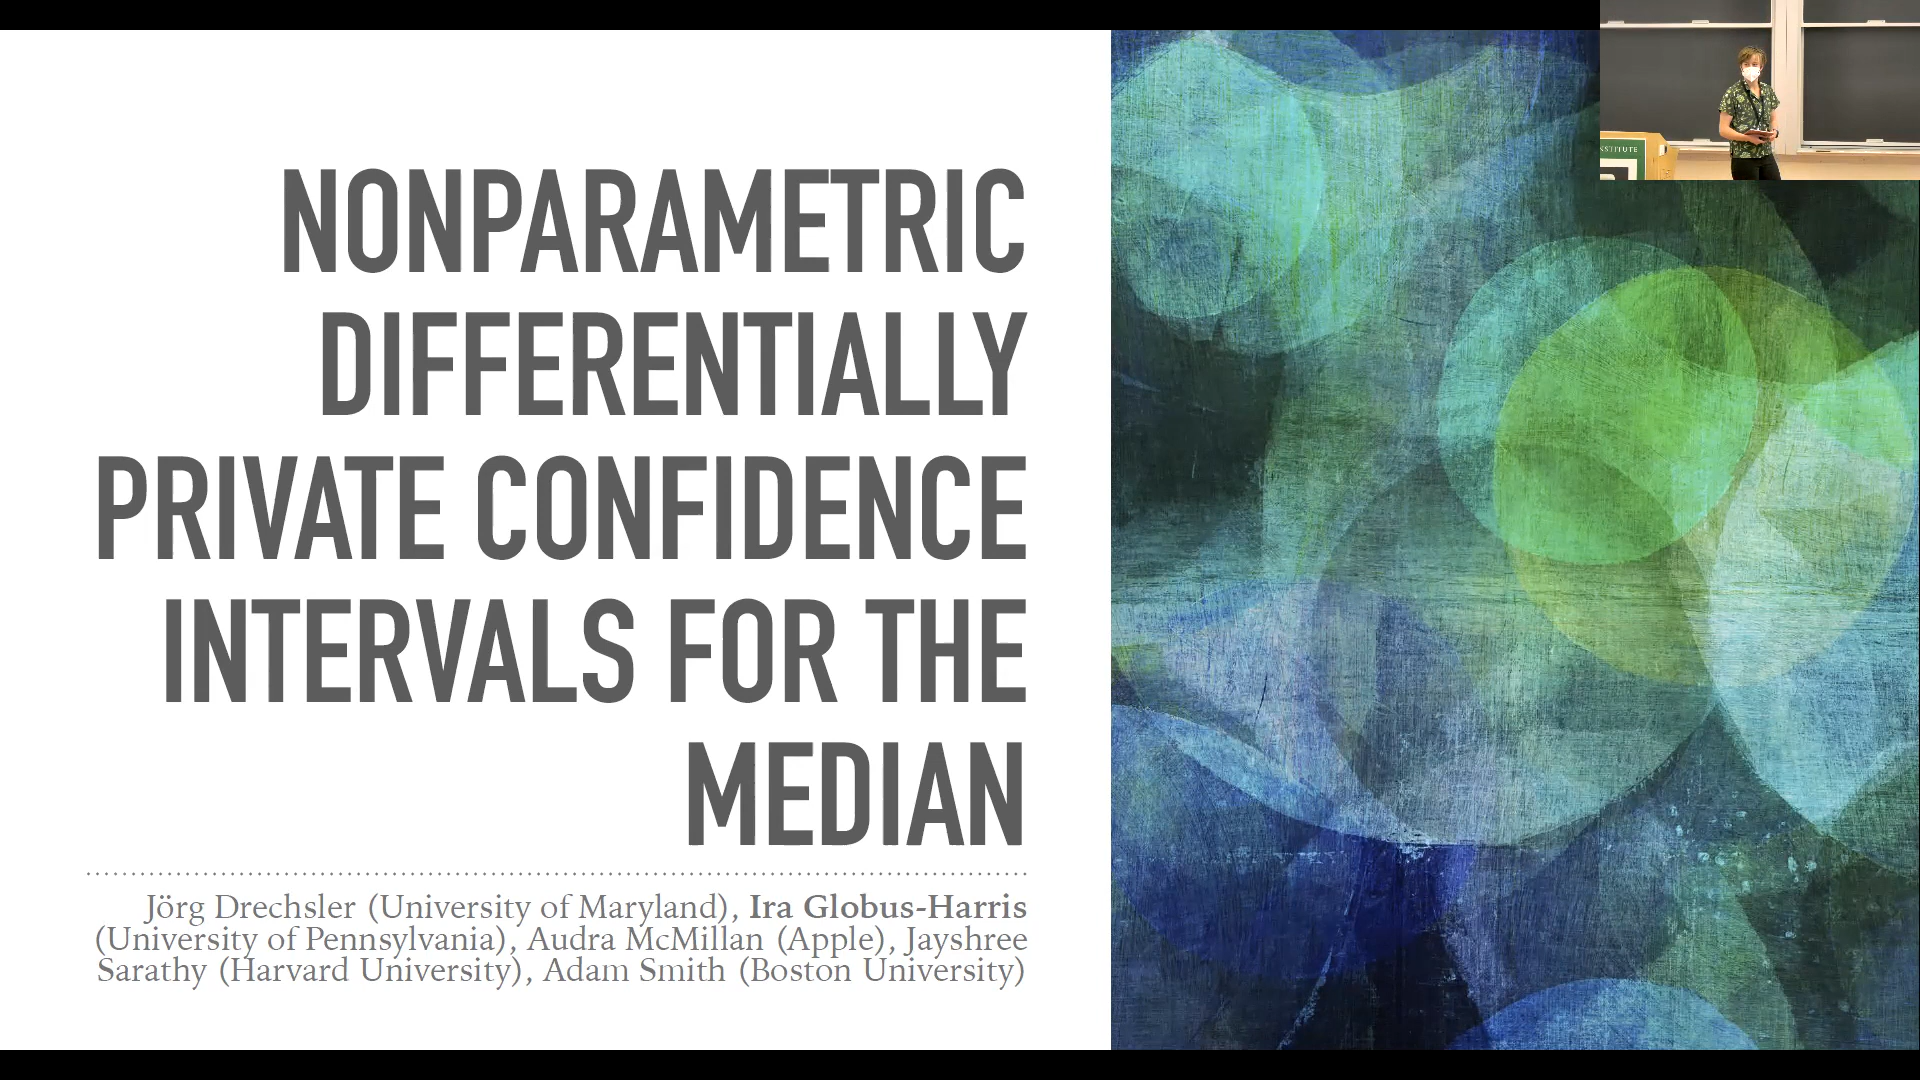 NONPARAMETRIC
DIFFERENTIALLY
PRIVATE CONFIDENCE
INTERVALS FOR THE
MEDIAN
Jörg Drechsler (University of Maryland), Ira Globus-Harris
(University of Pennsylvania), Audra McMillan (Apple), Jayshree
Sarathy (Harvard University), Adam Smith (Boston University)
NSTITUTE